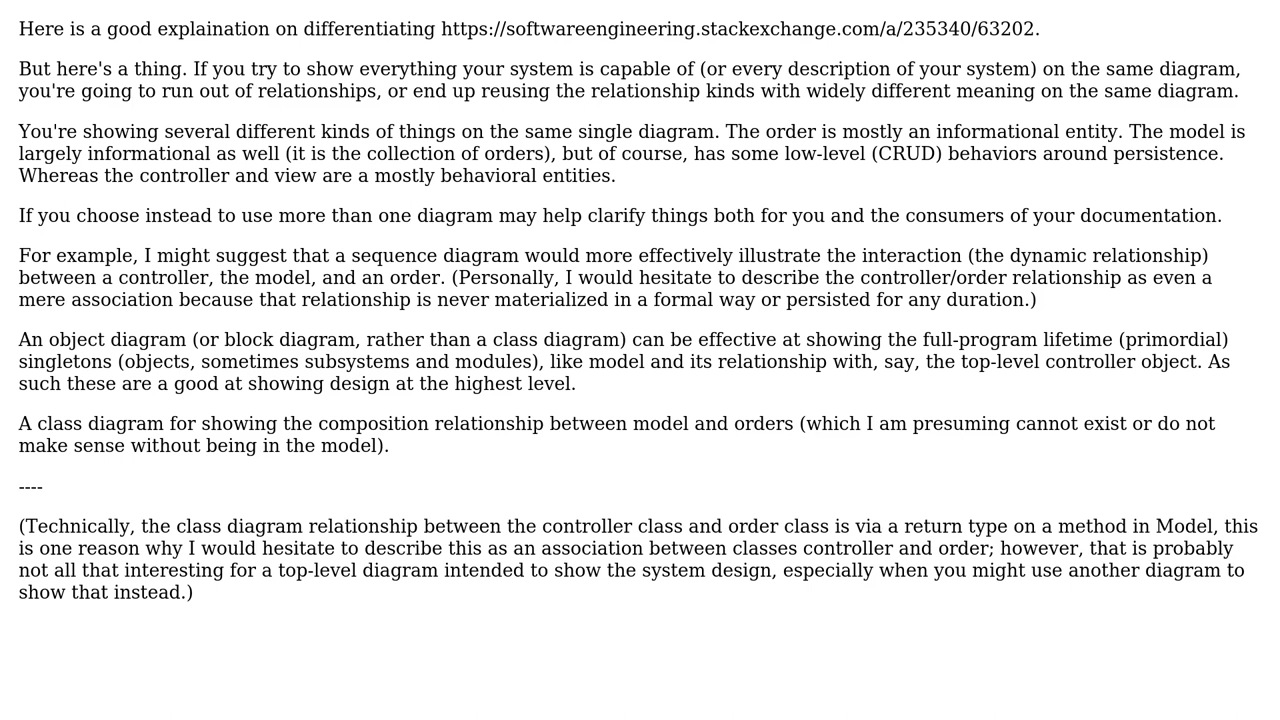 Here is a good explaination on differentiating https://softwareengineering.stackexchange.com/a/235340/63202.
But here's a thing. If you try to show everything your system is capable of (or every description of your system) on the same diagram,
you're going to run out of relationships, or end up reusing the relationship kinds with widely different meaning on the same diagram.
You're showing several different kinds of things on the same single diagram. The order is mostly an informational entity. The model is
largely informational as well (it is the collection of orders), but of course, has some low-level (CRUD) behaviors around persistence.
Whereas the controller and view are a mostly behavioral entities.
If you choose instead to use more than one diagram may help clarify things both for you and the consumers of your documentation.
For example, I might suggest that a sequence diagram would more effectively illustrate the interaction (the dynamic relationship)
between a controller, the model, and an order. (Personally, I would hesitate to describe the controller/order relationship as even a
mere association because that relationship is never materialized in a formal way or persisted for any duration.)
An object diagram (or block diagram, rather than a class diagram) can be effective at showing the full-program lifetime (primordial)
singletons (objects, sometimes subsystems and modules), like model and its relationship with, say, the top-level controller object. As
such these are a good at showing design at the highest level.
A class diagram for showing the composition relationship between model and orders (which I am presuming cannot exist or do not
make sense without being in the model).
----
(Technically, the class diagram relationship between the controller class and order class is via a return type on a method in Model, this
is one reason why I would hesitate to describe this as an association between classes controller and order; however, that is probably
not all that interesting for a top-level diagram intended to show the system design, especially when you might use another diagram to
show that instead.)